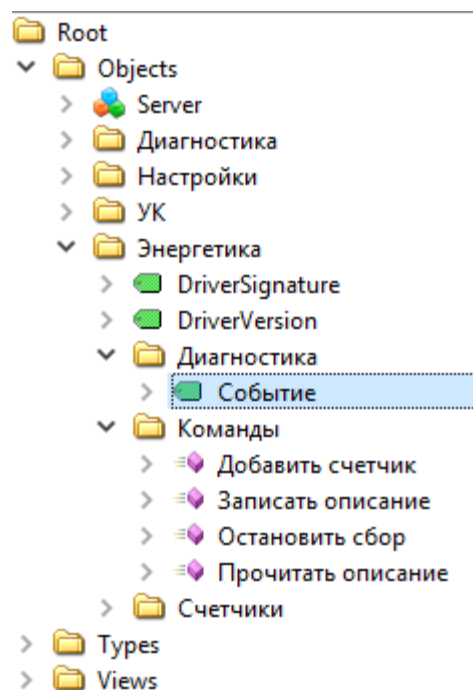 Root
Objects
Server
Диагностика
Настройки
УК
Энергетика
DriverSignature
DriverVersion
Диагностика
Событие
Команды
Добавить счетчик
Записать описание
Остановить сбор
Прочитать описание
Счетчики
Types
Views